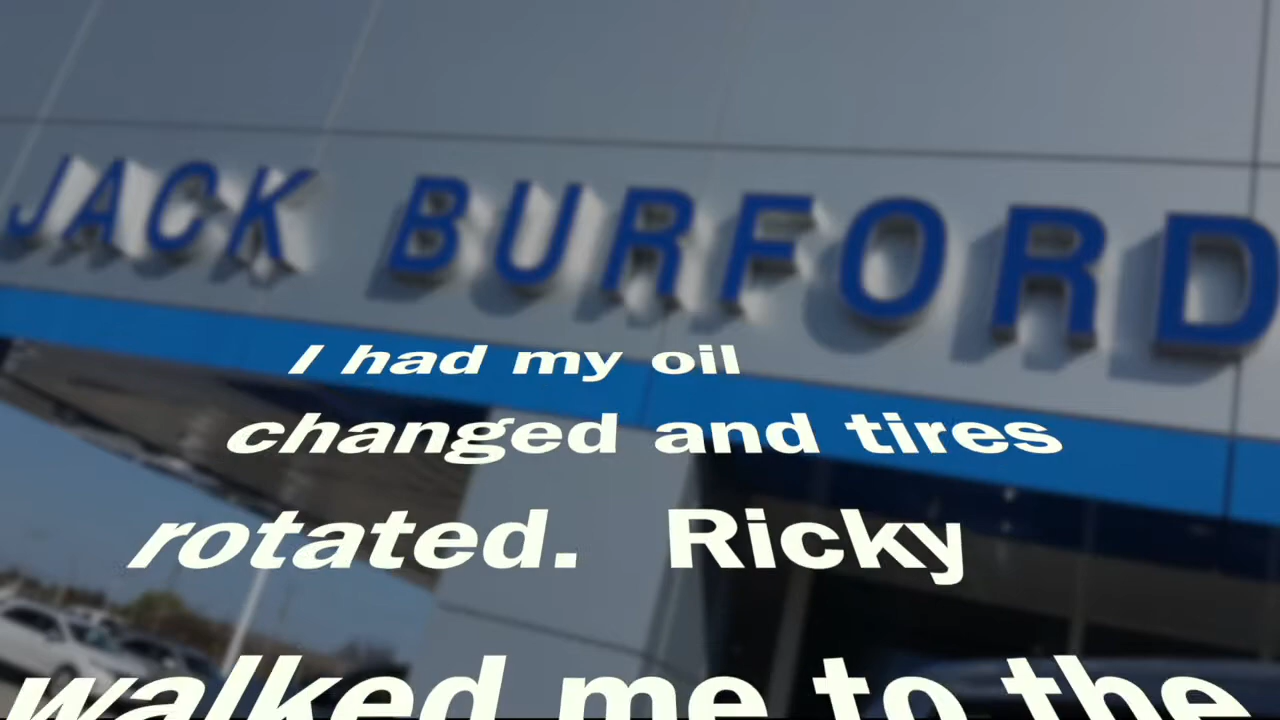 JACK BURFORD
I had my oil
changed and tires
rotated. Ricky
walked me to the